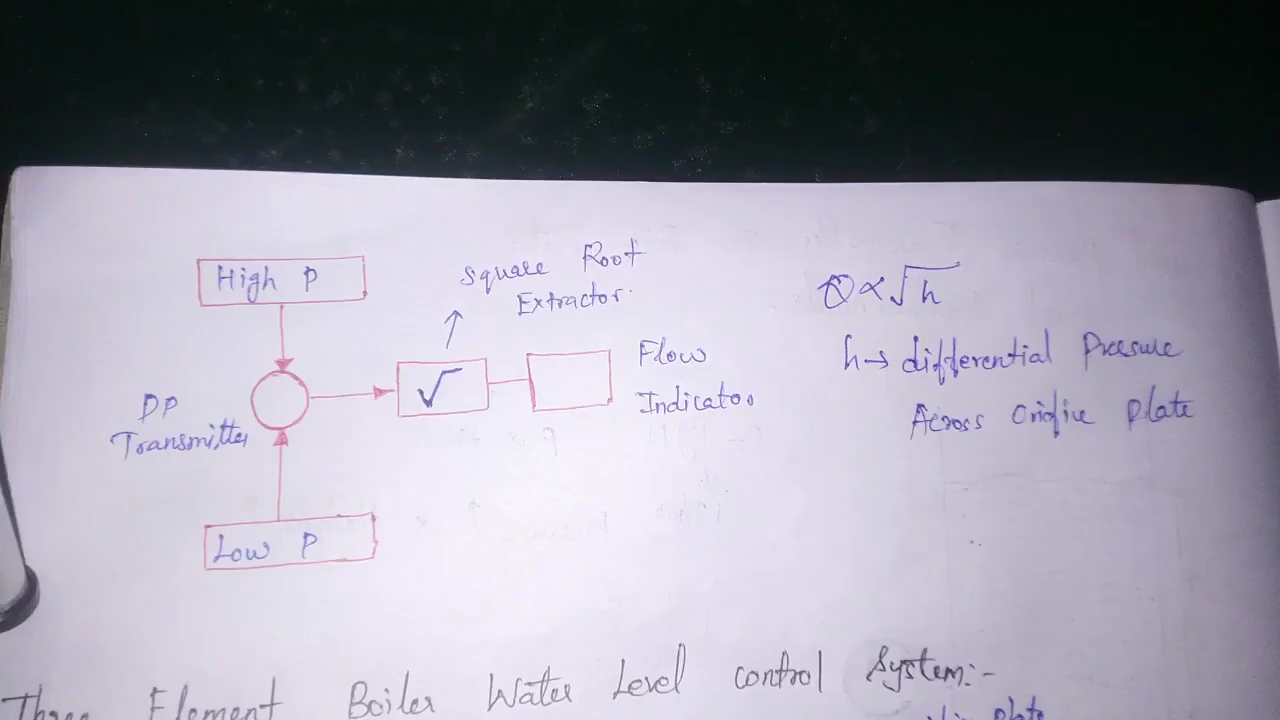 High P
Square Root
Extractor.
Q ∝ √h
h → differential Pressure
Across Orifice Plate
√
Flow
Indicator
DP
Transmitter
Low P
Three Element Boiler Water Level control System:-
plate